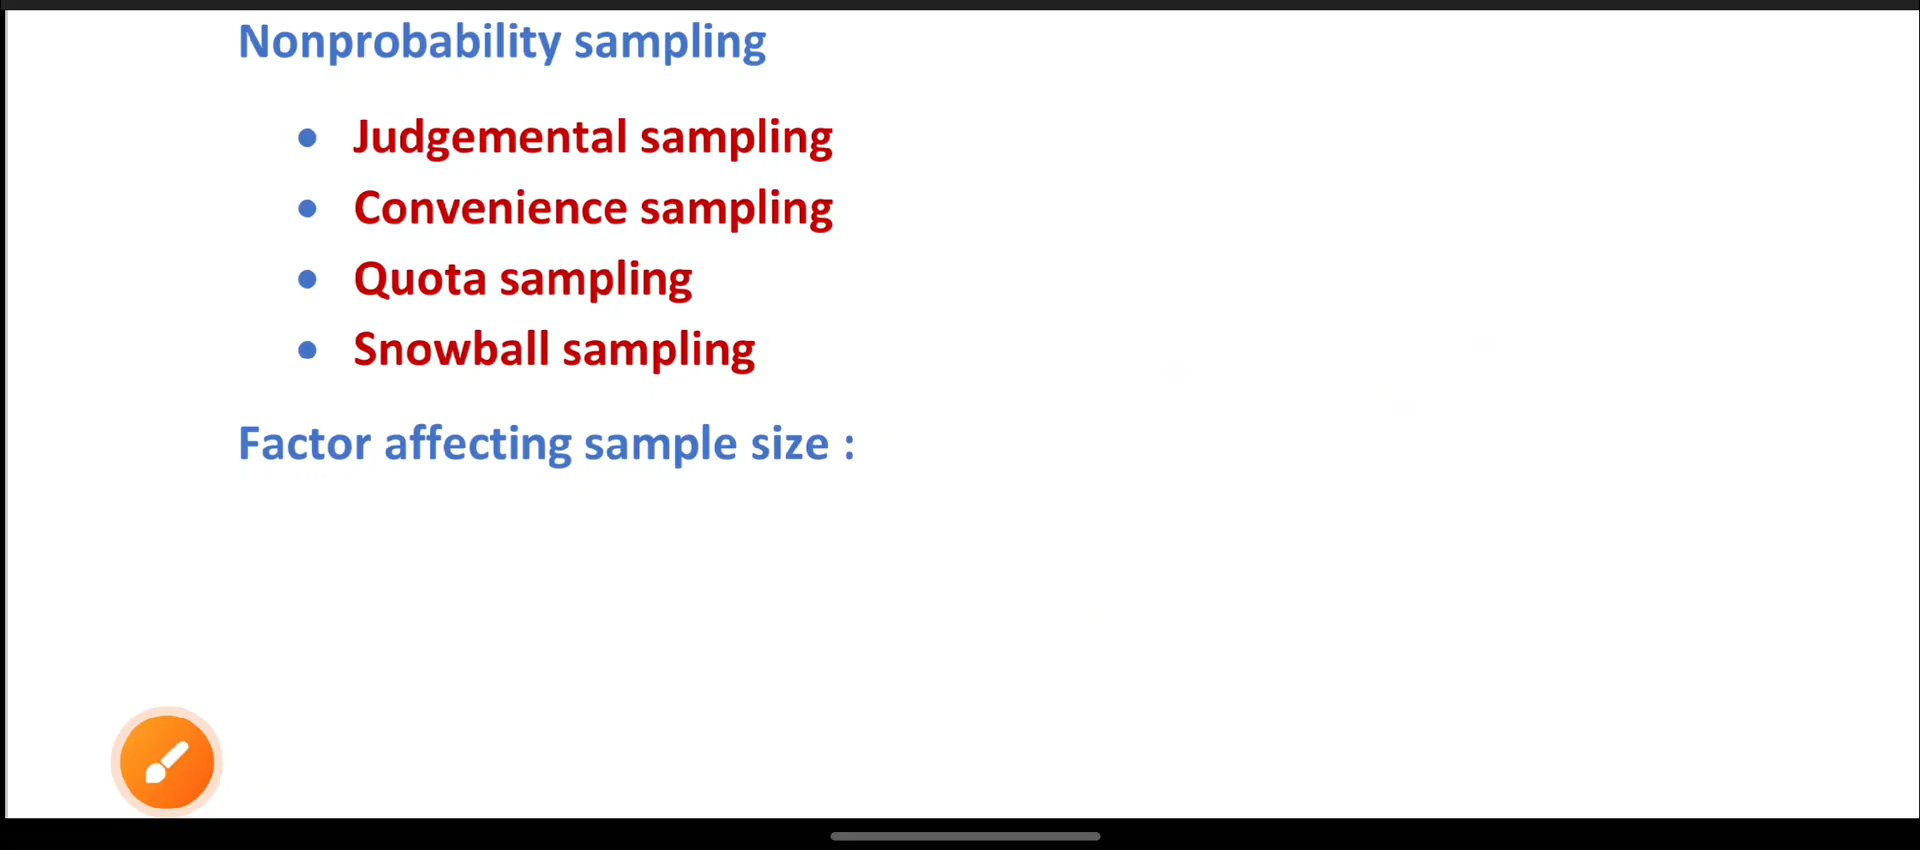 Nonprobability sampling
• Judgemental sampling
• Convenience sampling
• Quota sampling
• Snowball sampling
Factor affecting sample size :